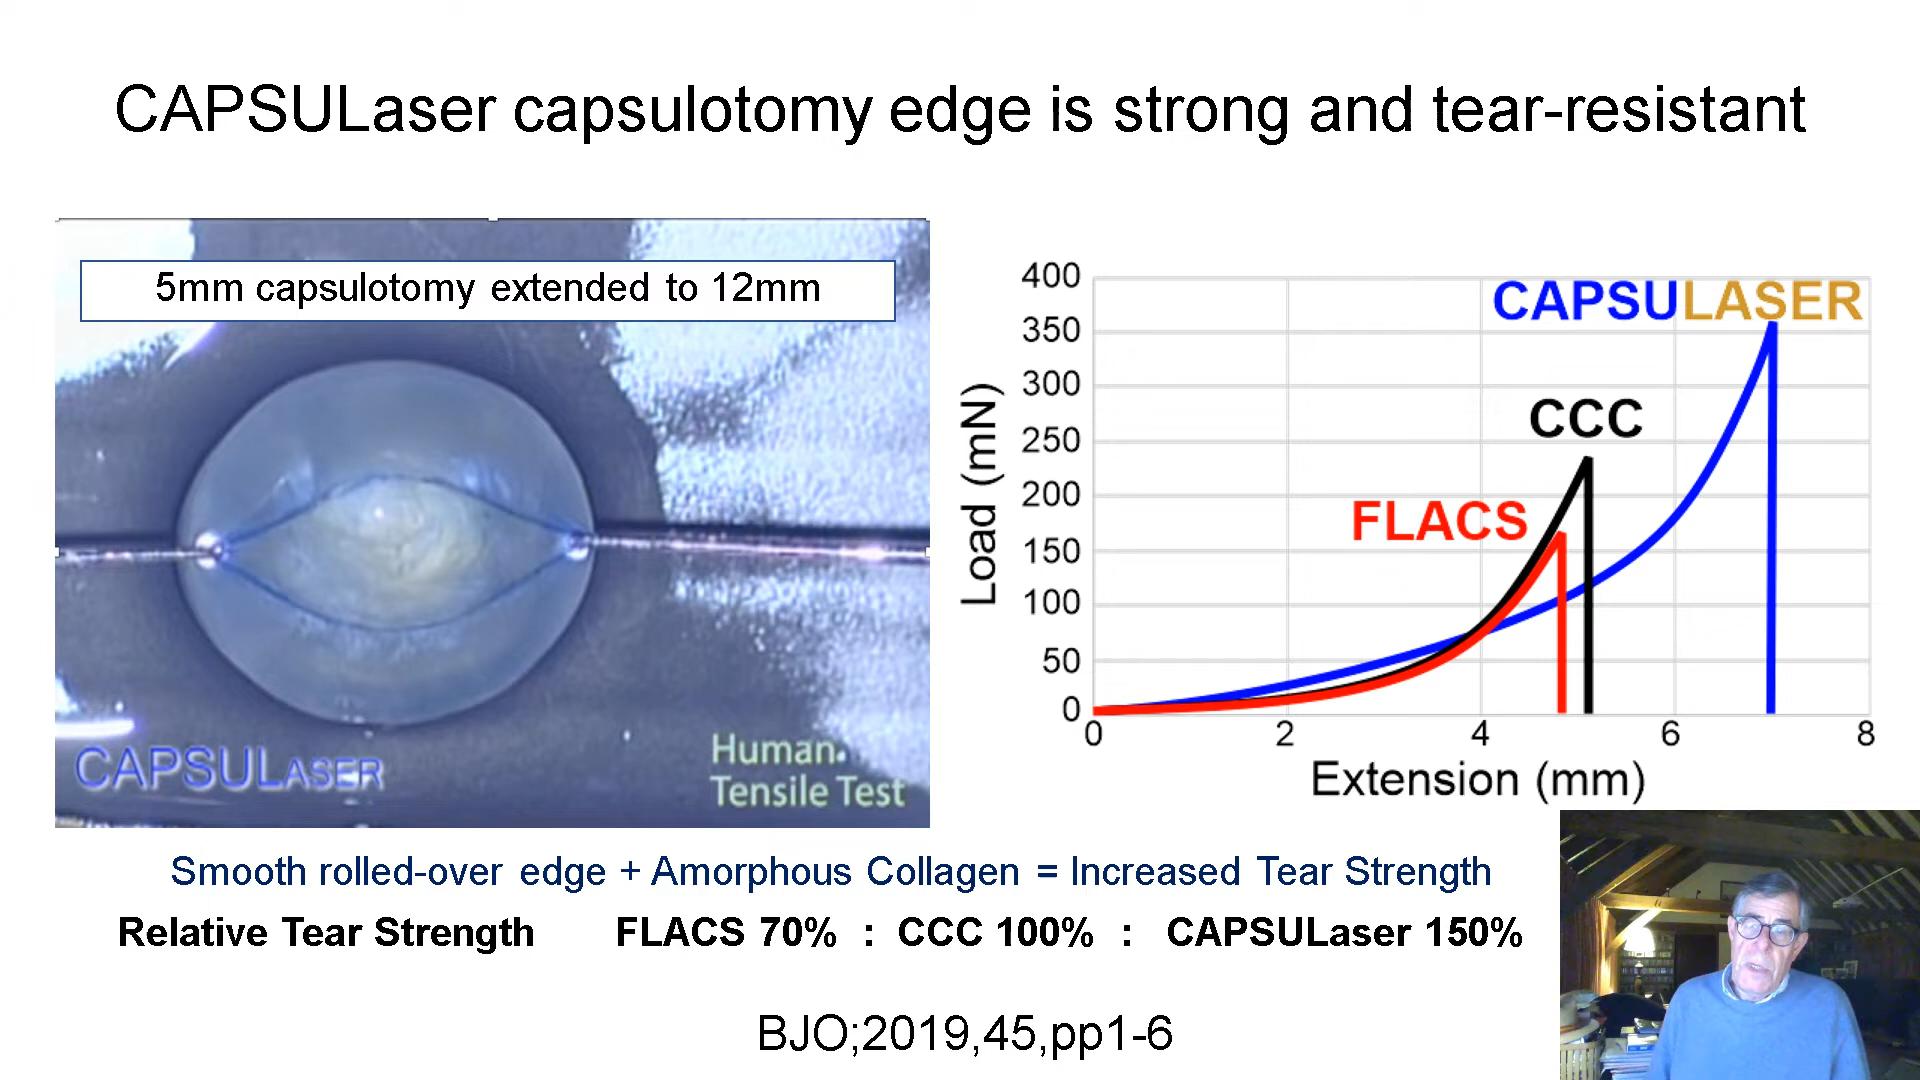 CAPSULaser capsulotomy edge is strong and tear-resistant
5mm capsulotomy extended to 12mm
CAPSULASER
Human
Tensile Test
400
350
300
250
200
150
100
50
0
Load (mN)
CAPSULASER
CCC
FLACS
0 2 4 6 8
Extension (mm)
Smooth rolled-over edge + Amorphous Collagen = Increased Tear Strength
Relative Tear Strength FLACS 70% : CCC 100% : CAPSULaser 150%
BJO;2019,45,pp1-6